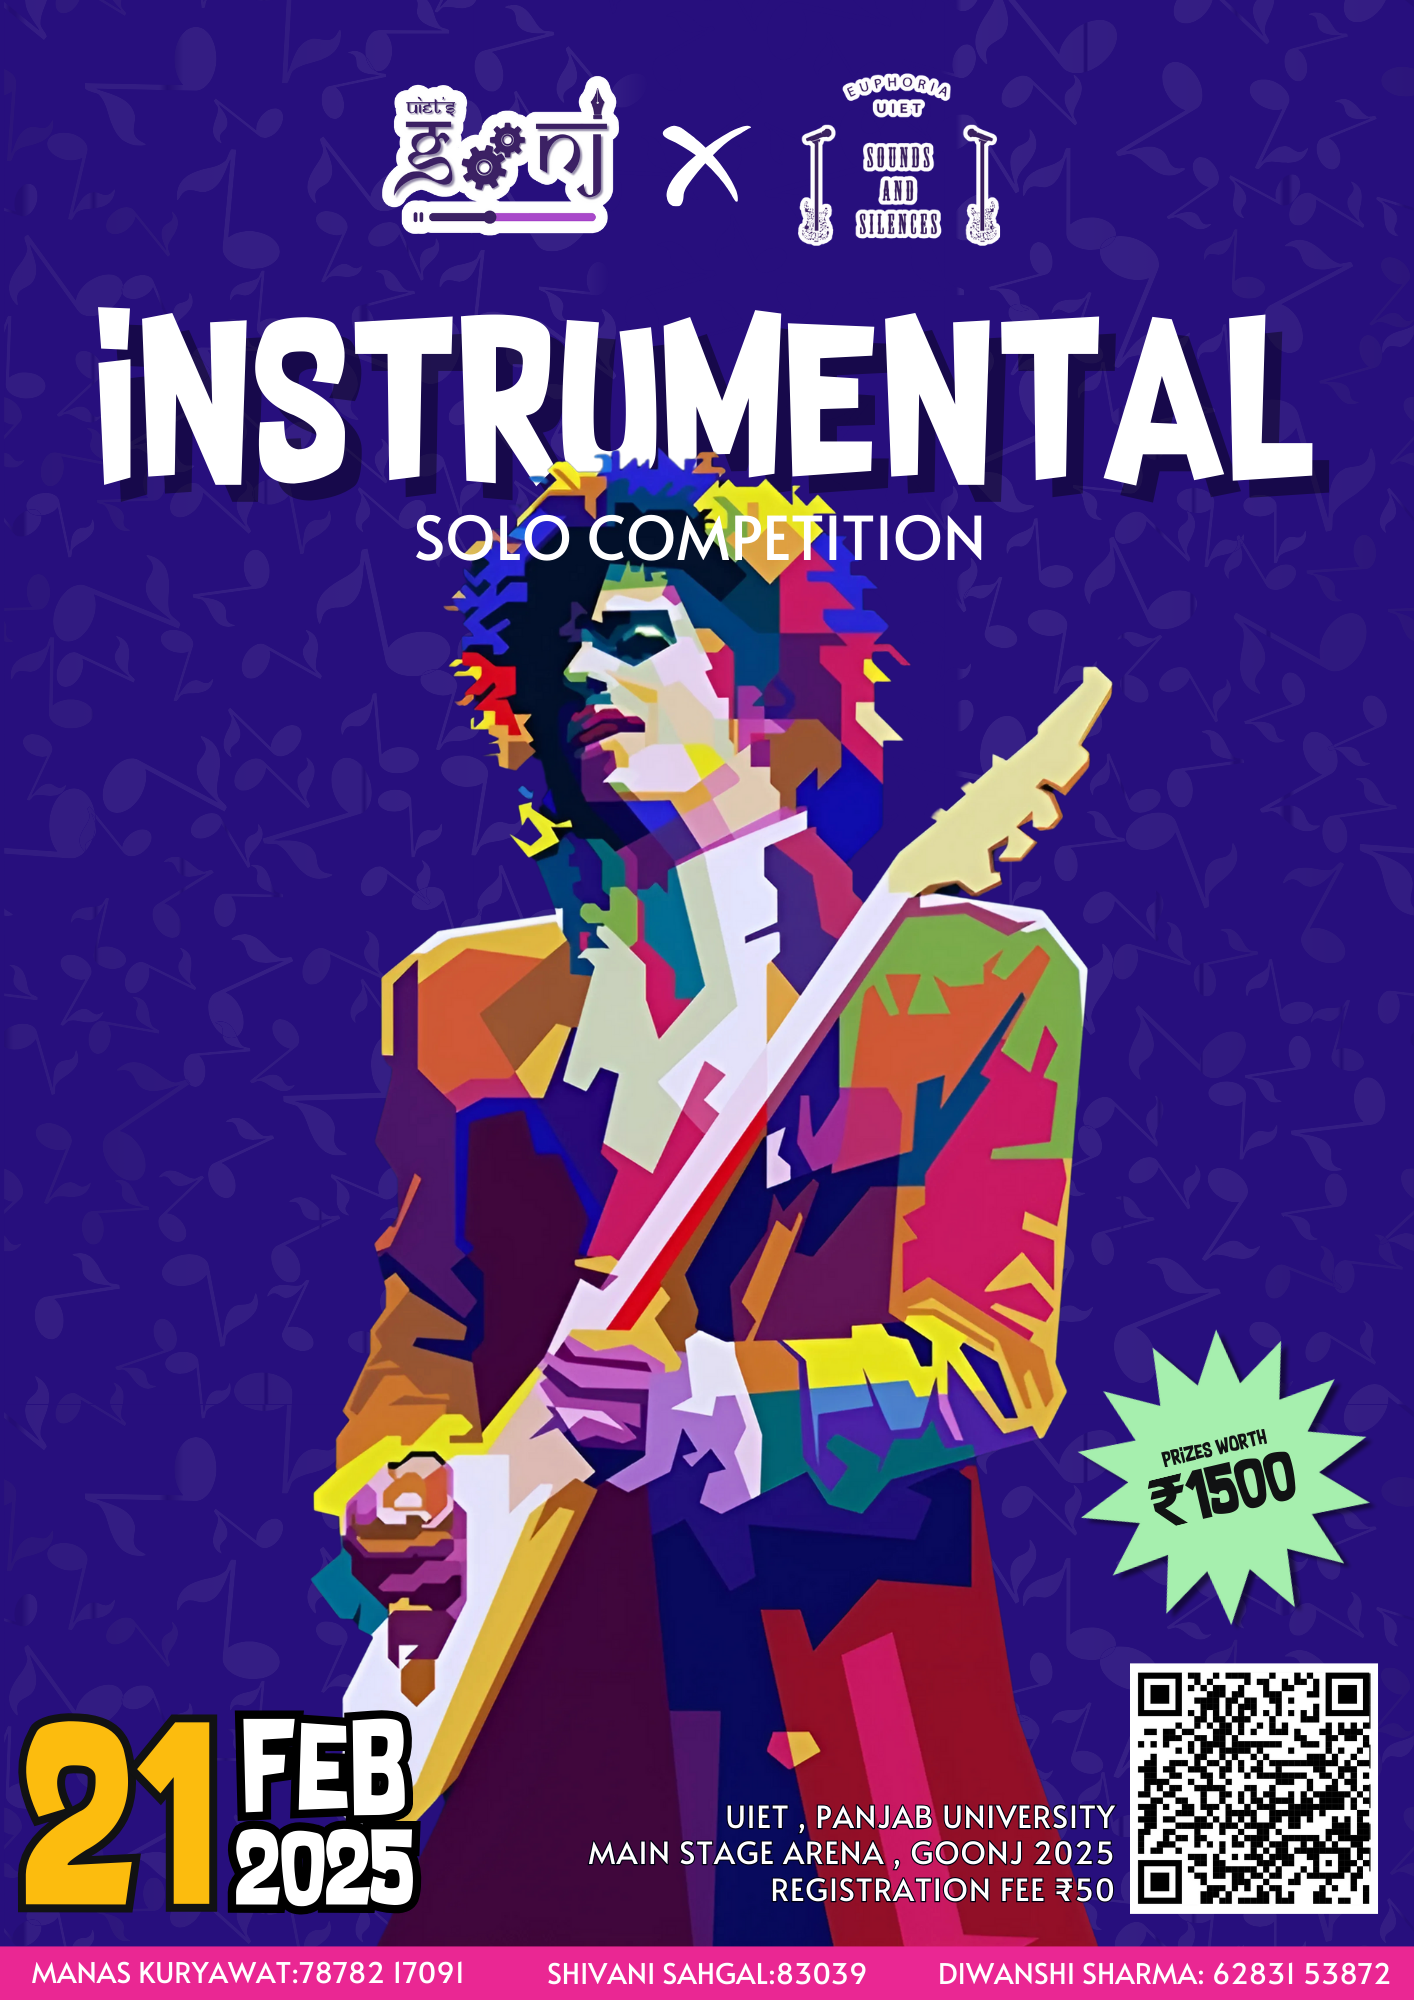 uiet's
goonj
X
EUPHORIA
UIET
SOUNDS
AND
SILENCES
iNSTRUMENTAL
SOLO COMPETITION
PRiZES WORTH
₹1500
21
FEB
2025
UIET , PANJAB UNIVERSITY
MAIN STAGE ARENA , GOONJ 2025
REGISTRATION FEE ₹50
MANAS KURYAWAT:78782 17091
SHIVANI SAHGAL:83039
DIWANSHI SHARMA: 62831 53872